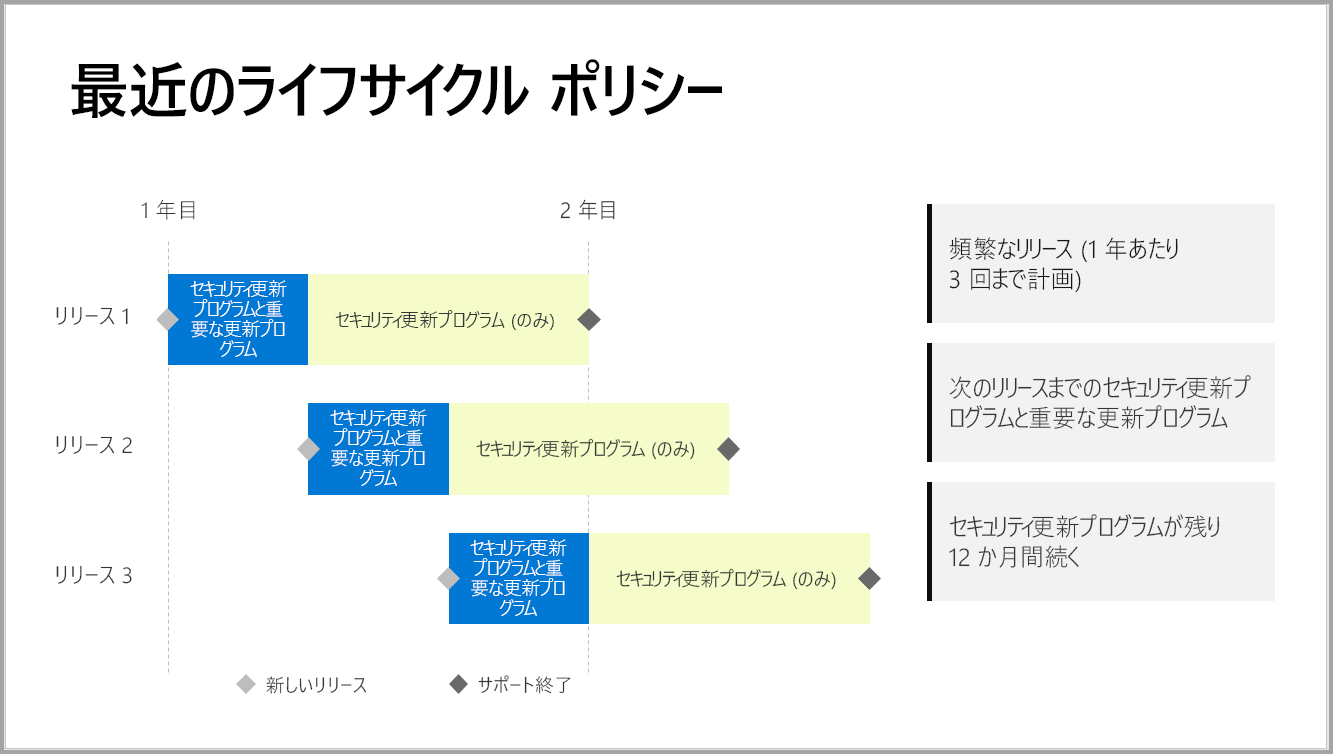 最近のライフサイクル ポリシー
1 年目
2 年目
リリース 1
セキュリティ更新
プログラムと重
要な更新プロ
グラム
セキュリティ更新プログラム (のみ)
リリース 2
セキュリティ更新
プログラムと重
要な更新プロ
グラム
セキュリティ更新プログラム (のみ)
リリース 3
セキュリティ更新
プログラムと重
要な更新プロ
グラム
セキュリティ更新プログラム (のみ)
新しいリリース
サポート終了
頻繁なリリース (1 年あたり
3 回まで計画)
次のリリースまでのセキュリティ更新プ
ログラムと重要な更新プログラム
セキュリティ更新プログラムが残り
12 か月間続く